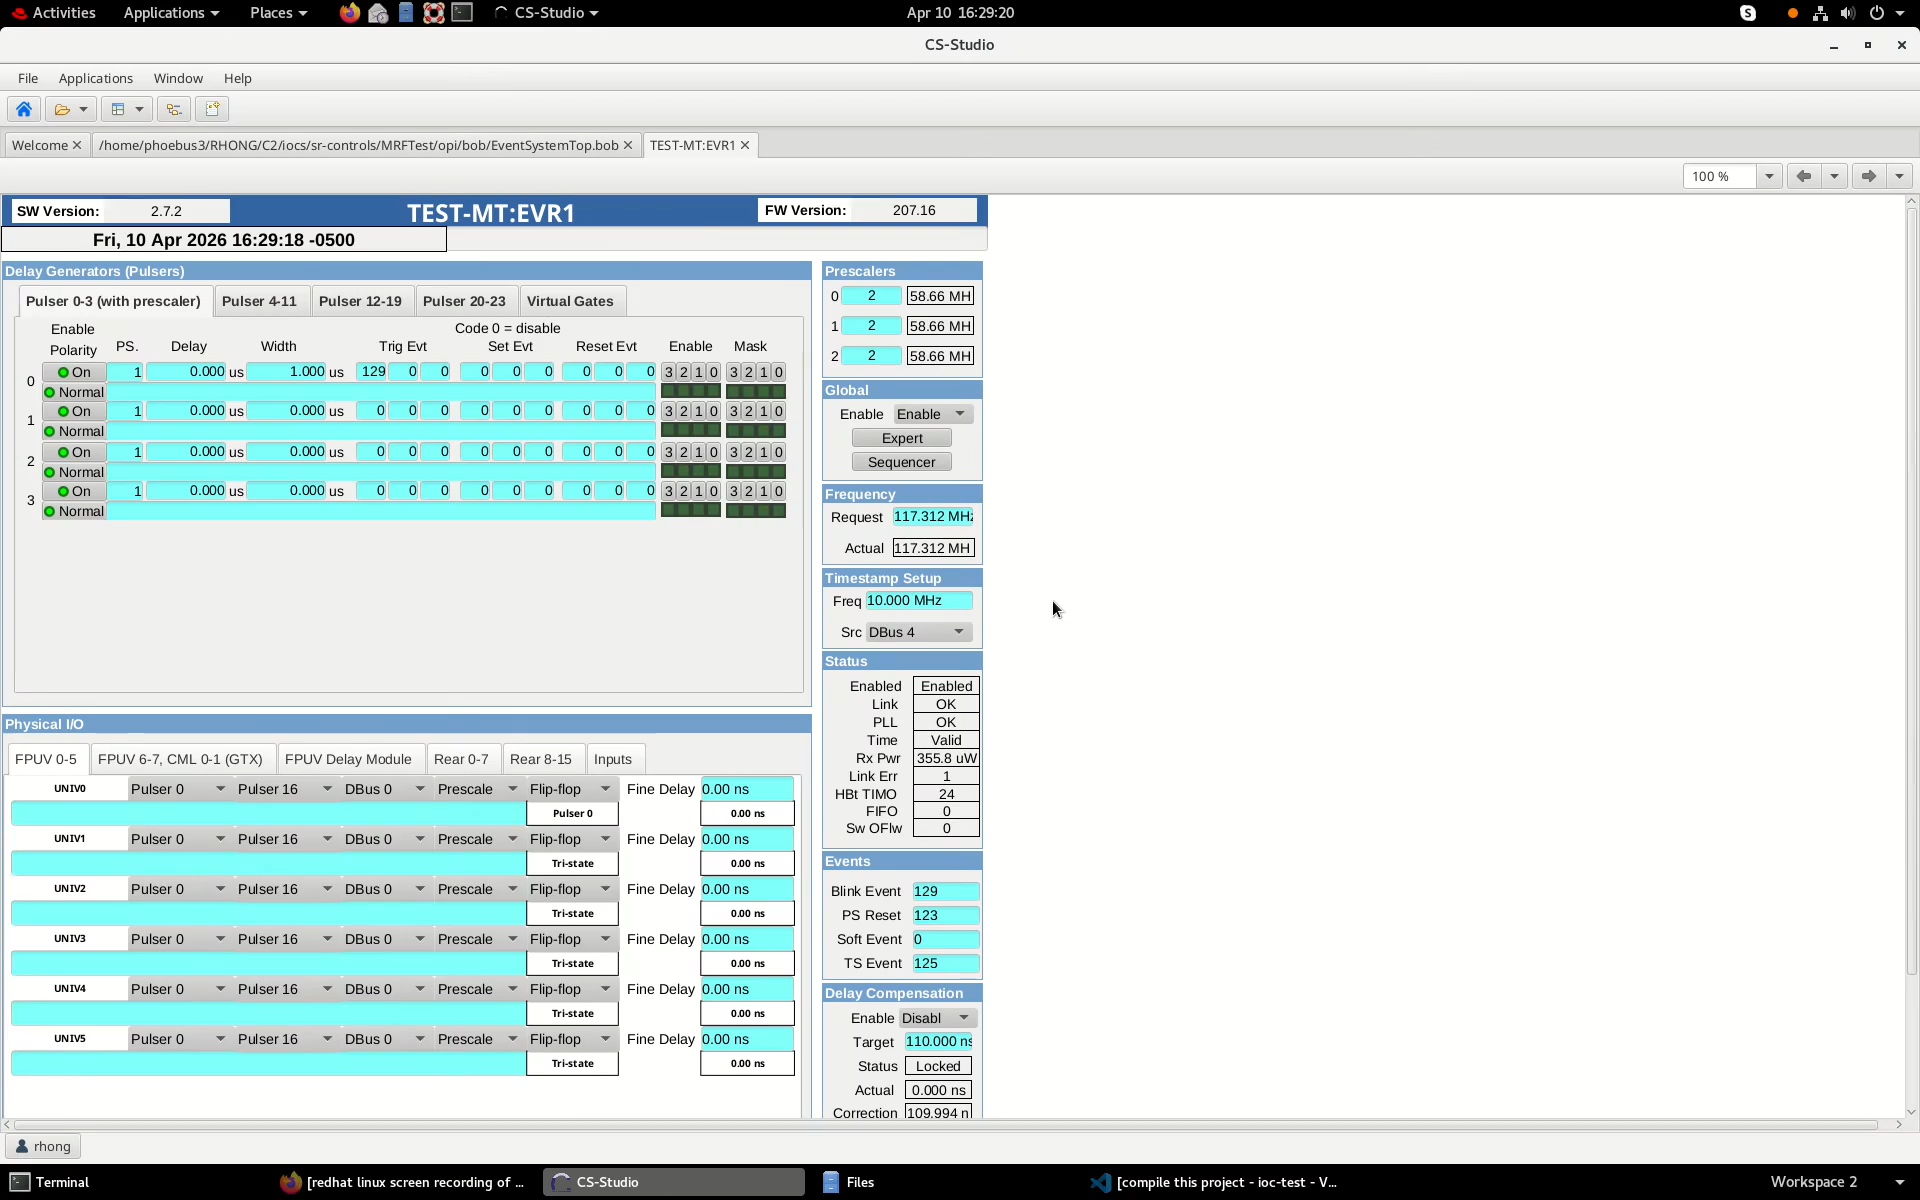 Activities Applications Places CS-Studio Apr 10 16:29:20 S
CS-Studio
File Applications Window Help
Welcome /home/phoebus3/RHONG/C2/iocs/sr-controls/MRFTest/opi/bob/EventSystemTop.bob TEST-MT:EVR1
100 %
SW Version: 2.7.2 TEST-MT:EVR1 FW Version: 207.16
Fri, 10 Apr 2026 16:29:18 -0500
Delay Generators (Pulsers)
Pulser 0-3 (with prescaler) Pulser 4-11 Pulser 12-19 Pulser 20-23 Virtual Gates
Enable Code 0 = disable
Polarity PS. Delay Width Trig Evt Set Evt Reset Evt Enable Mask
0 On 1 0.000 us 1.000 us 129 0 0 0 0 0 0 0 0 3 2 1 0 3 2 1 0
Normal
1 On 1 0.000 us 0.000 us 0 0 0 0 0 0 0 0 0 3 2 1 0 3 2 1 0
Normal
2 On 1 0.000 us 0.000 us 0 0 0 0 0 0 0 0 0 3 2 1 0 3 2 1 0
Normal
3 On 1 0.000 us 0.000 us 0 0 0 0 0 0 0 0 0 3 2 1 0 3 2 1 0
Normal
Physical I/O
FPUV 0-5 FPUV 6-7, CML 0-1 (GTX) FPUV Delay Module Rear 0-7 Rear 8-15 Inputs
UNIV0 Pulser 0 Pulser 16 DBus 0 Prescale Flip-flop Fine Delay 0.00 ns
Pulser 0 0.00 ns
UNIV1 Pulser 0 Pulser 16 DBus 0 Prescale Flip-flop Fine Delay 0.00 ns
Tri-state 0.00 ns
UNIV2 Pulser 0 Pulser 16 DBus 0 Prescale Flip-flop Fine Delay 0.00 ns
Tri-state 0.00 ns
UNIV3 Pulser 0 Pulser 16 DBus 0 Prescale Flip-flop Fine Delay 0.00 ns
Tri-state 0.00 ns
UNIV4 Pulser 0 Pulser 16 DBus 0 Prescale Flip-flop Fine Delay 0.00 ns
Tri-state 0.00 ns
UNIV5 Pulser 0 Pulser 16 DBus 0 Prescale Flip-flop Fine Delay 0.00 ns
Tri-state 0.00 ns
Prescalers
0 2 58.66 MH
1 2 58.66 MH
2 2 58.66 MH
Global
Enable Enable
Expert
Sequencer
Frequency
Request 117.312 MHz
Actual 117.312 MH
Timestamp Setup
Freq 10.000 MHz
Src DBus 4
Status
Enabled Enabled
Link OK
PLL OK
Time Valid
Rx Pwr 355.8 uW
Link Err 1
HBt TIMO 24
FIFO 0
Sw OFlw 0
Events
Blink Event 129
PS Reset 123
Soft Event 0
TS Event 125
Delay Compensation
Enable Disabl
Target 110.000 ns
Status Locked
Actual 0.000 ns
Correction 109.994 n
rhong
Terminal [redhat linux screen recording of ... CS-Studio Files [compile this project - ioc-test - V... Workspace 2